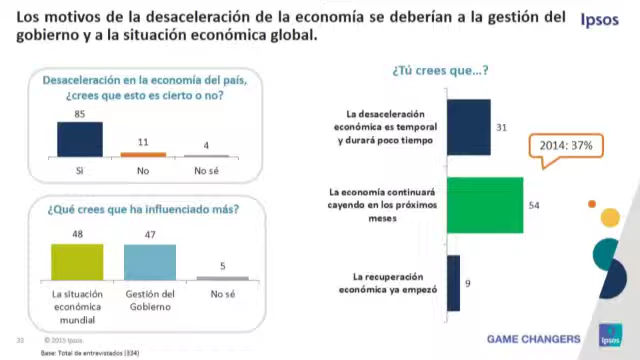 Los motivos de la desaceleración de la economía se deberían a la gestión del
gobierno y a la situación económica global.
Ipsos
Desaceleración en la economía del país,
¿crees que esto es cierto o no?
85
11
4
Si
No
No sé
¿Qué crees que ha influenciado más?
48
47
5
La situación
económica
mundial
Gestión del
Gobierno
No sé
¿Tú crees que...?
La desaceleración
económica es temporal
y durará poco tiempo
31
2014: 37%
La economía continuará
cayendo en los próximos
meses
54
La recuperación
económica ya empezó
9
© 2015 Ipsos
Base: Total de entrevistados (334)
GAME CHANGERS
Ipsos